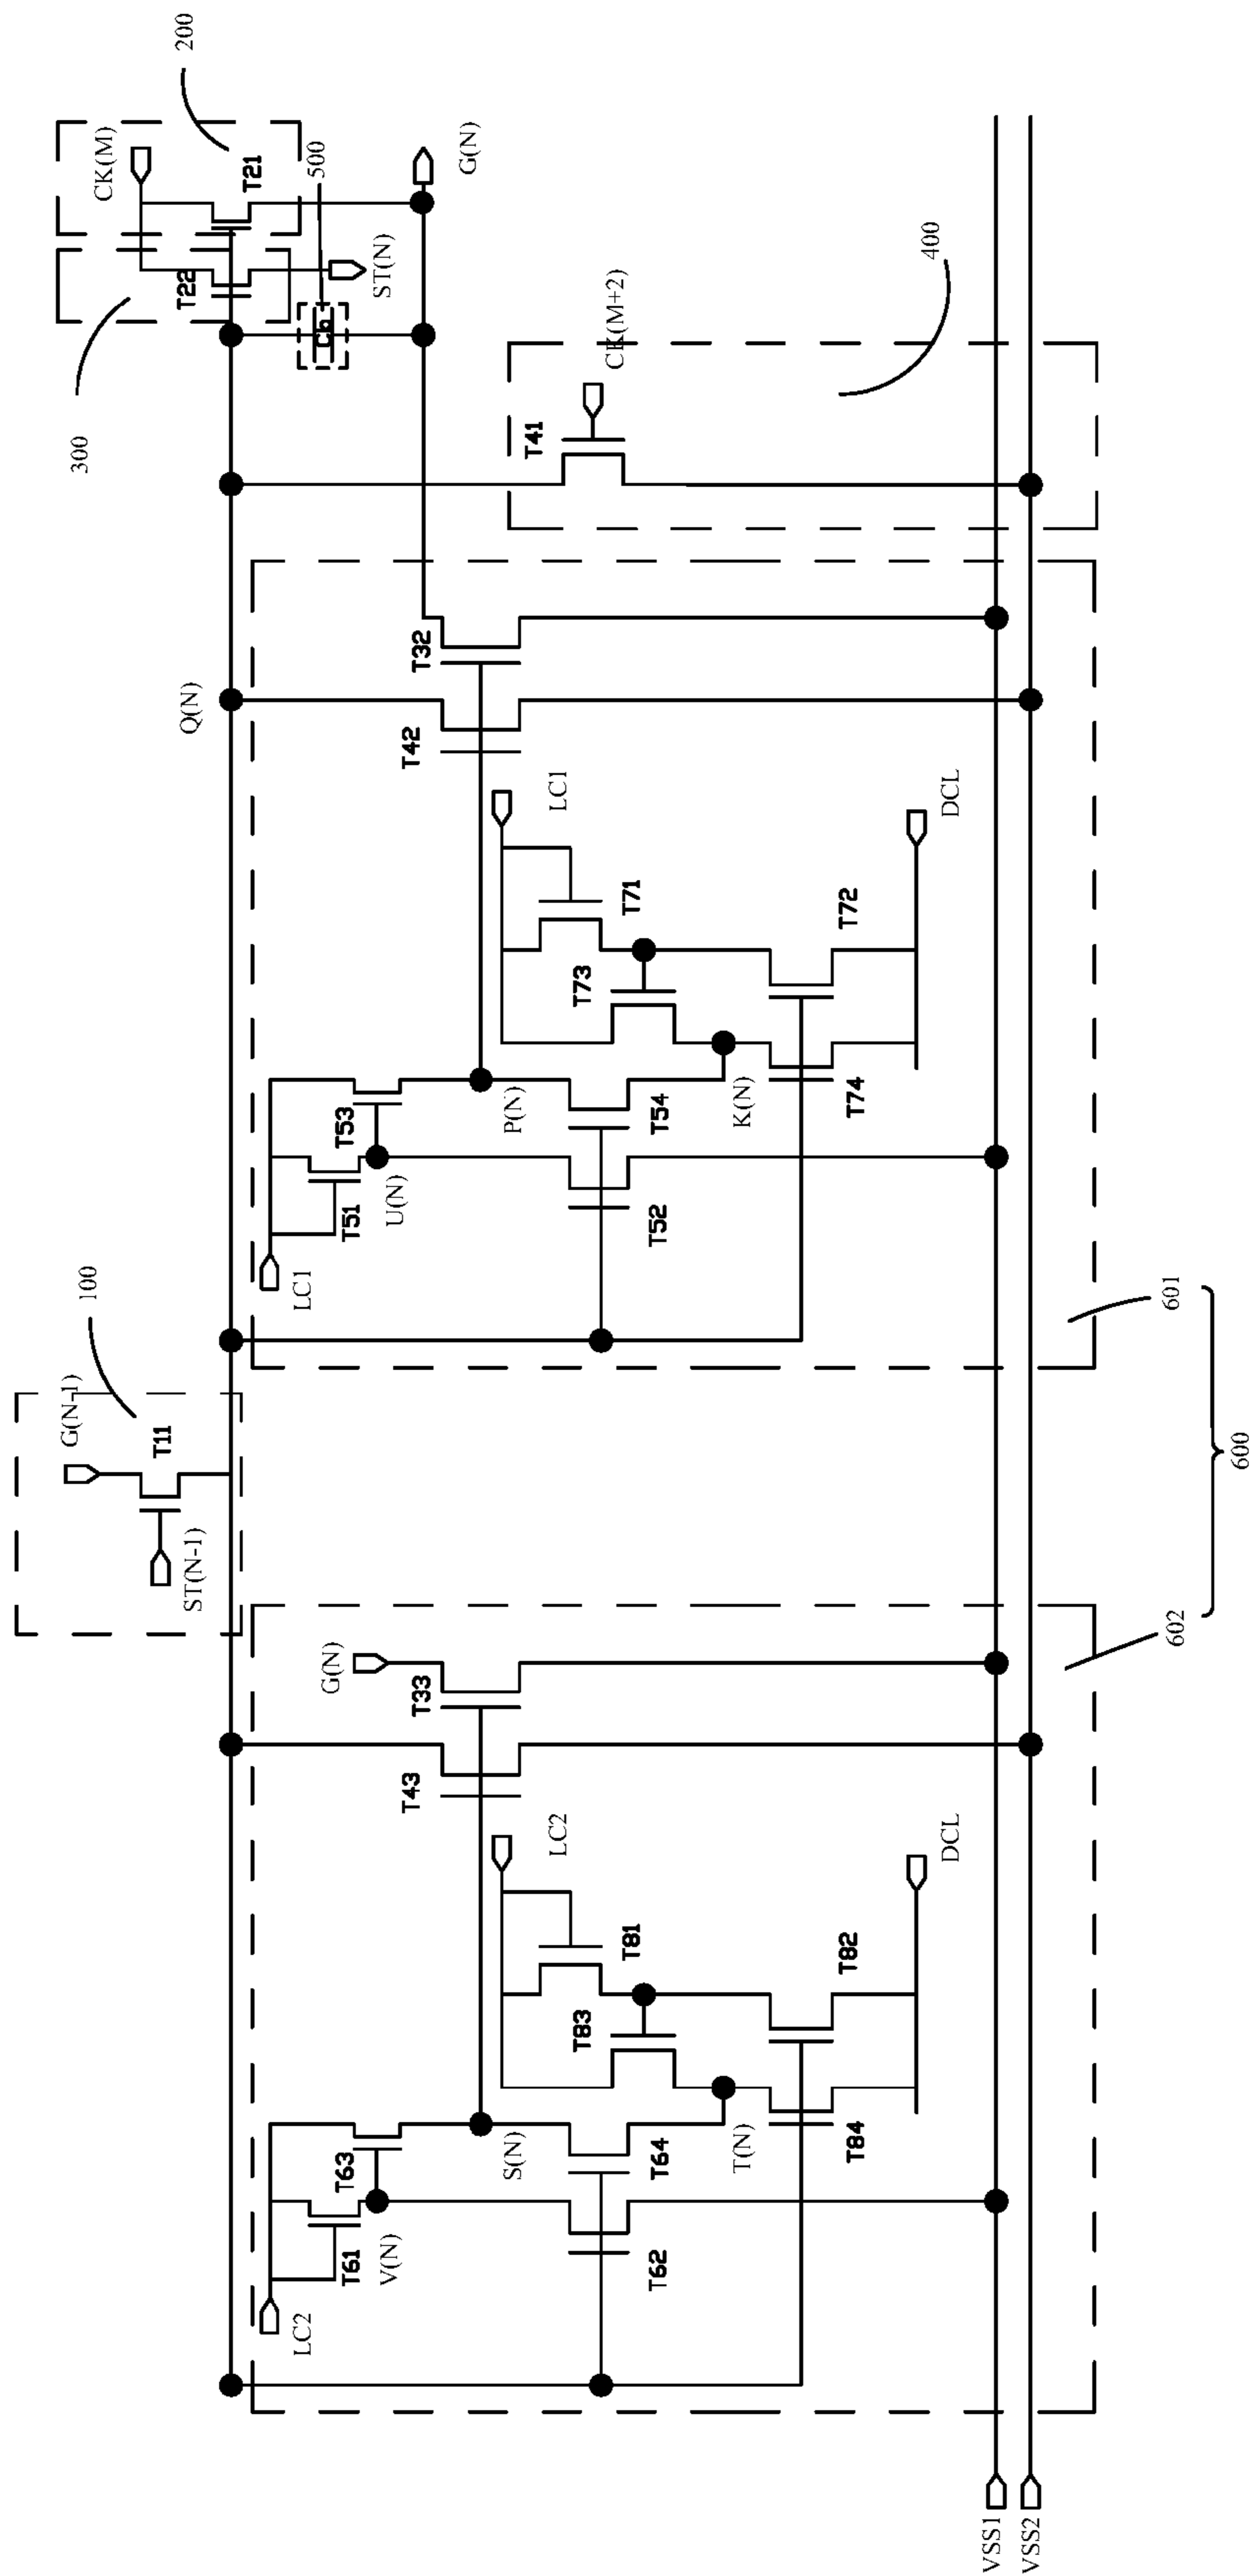 200
CK(M)
T21
500
G(N)
T22
ST(N)
300
Cb
400
CK(M+2)
T41
Q(N)
T32
T42
LC1
DCL
T71
T72
T73
T53
P(N)
T54
K(N)
T74
T51
U(N)
T52
LC1
100
601
G(N-1)
T11
600
ST(N-1)
602
G(N)
T33
T43
LC2
DCL
T81
T82
T83
T63
S(N)
T64
T(N)
T84
T61
V(N)
T62
LC2
VSS1
VSS2